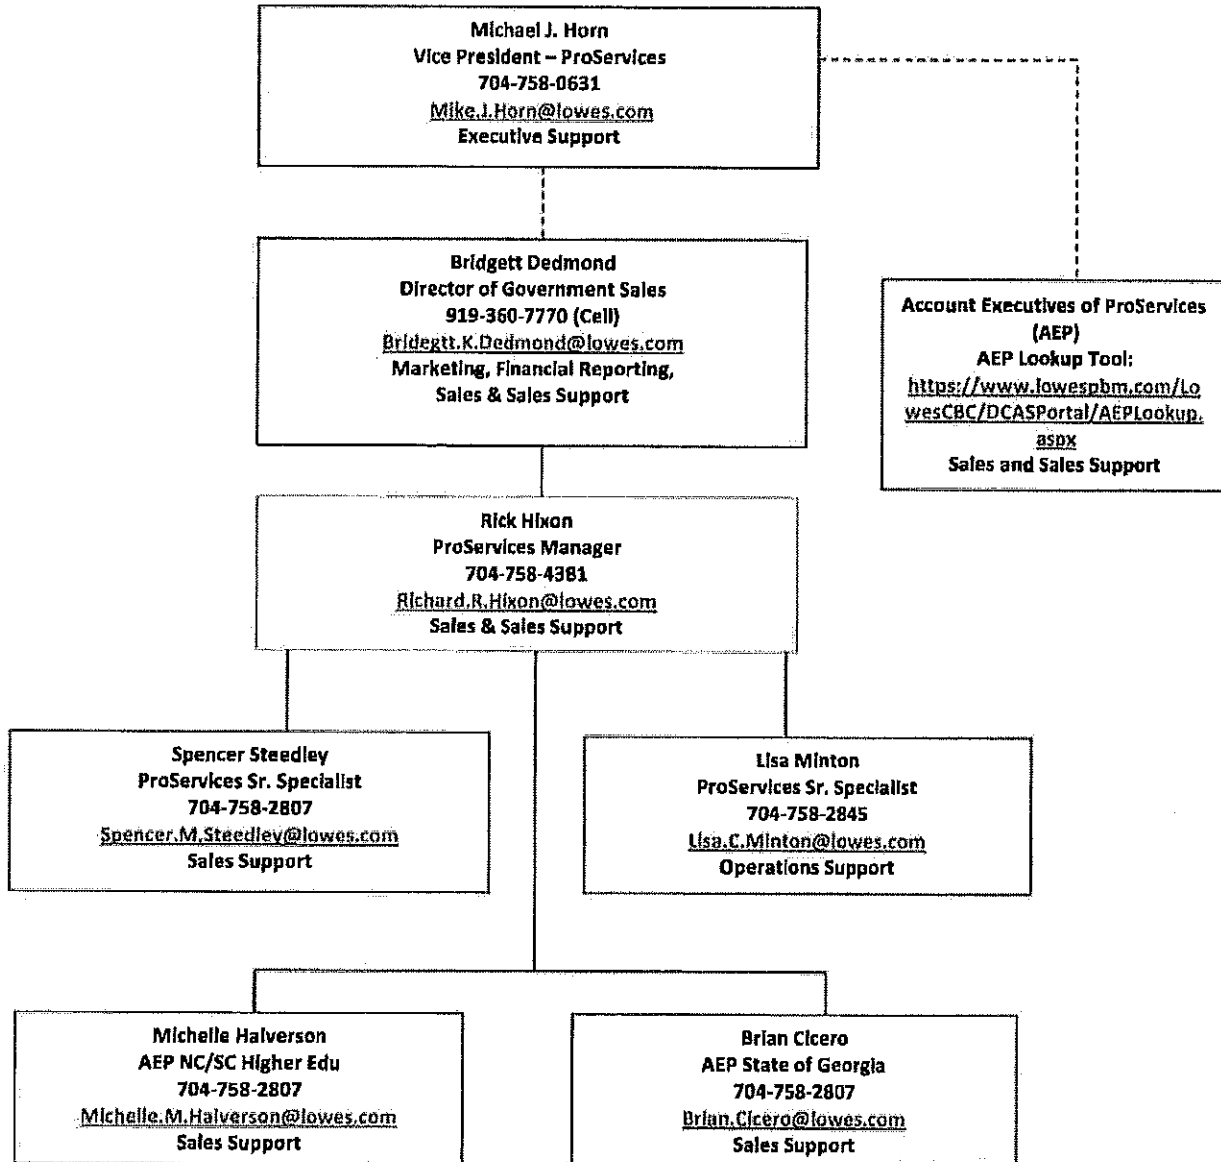 Michael J. Horn
Vice President – ProServices
704-758-0631
Mike.J.Horn@lowes.com
Executive Support
Bridgett Dedmond
Director of Government Sales
919-360-7770 (Cell)
Bridegtt.K.Dedmond@lowes.com
Marketing, Financial Reporting,
Sales & Sales Support
Account Executives of ProServices
(AEP)
AEP Lookup Tool:
https://www.lowespbm.com/Lo
wesCBC/DCASPortal/AEPLookup.
aspx
Sales and Sales Support
Rick Hixon
ProServices Manager
704-758-4381
Richard.R.Hixon@lowes.com
Sales & Sales Support
Spencer Steedley
ProServices Sr. Specialist
704-758-2807
Spencer.M.Steedley@lowes.com
Sales Support
Lisa Minton
ProServices Sr. Specialist
704-758-2845
Lisa.C.Minton@lowes.com
Operations Support
Michelle Halverson
AEP NC/SC Higher Edu
704-758-2807
Michelle.M.Halverson@lowes.com
Sales Support
Brian Cicero
AEP State of Georgia
704-758-2807
Brian.Cicero@lowes.com
Sales Support